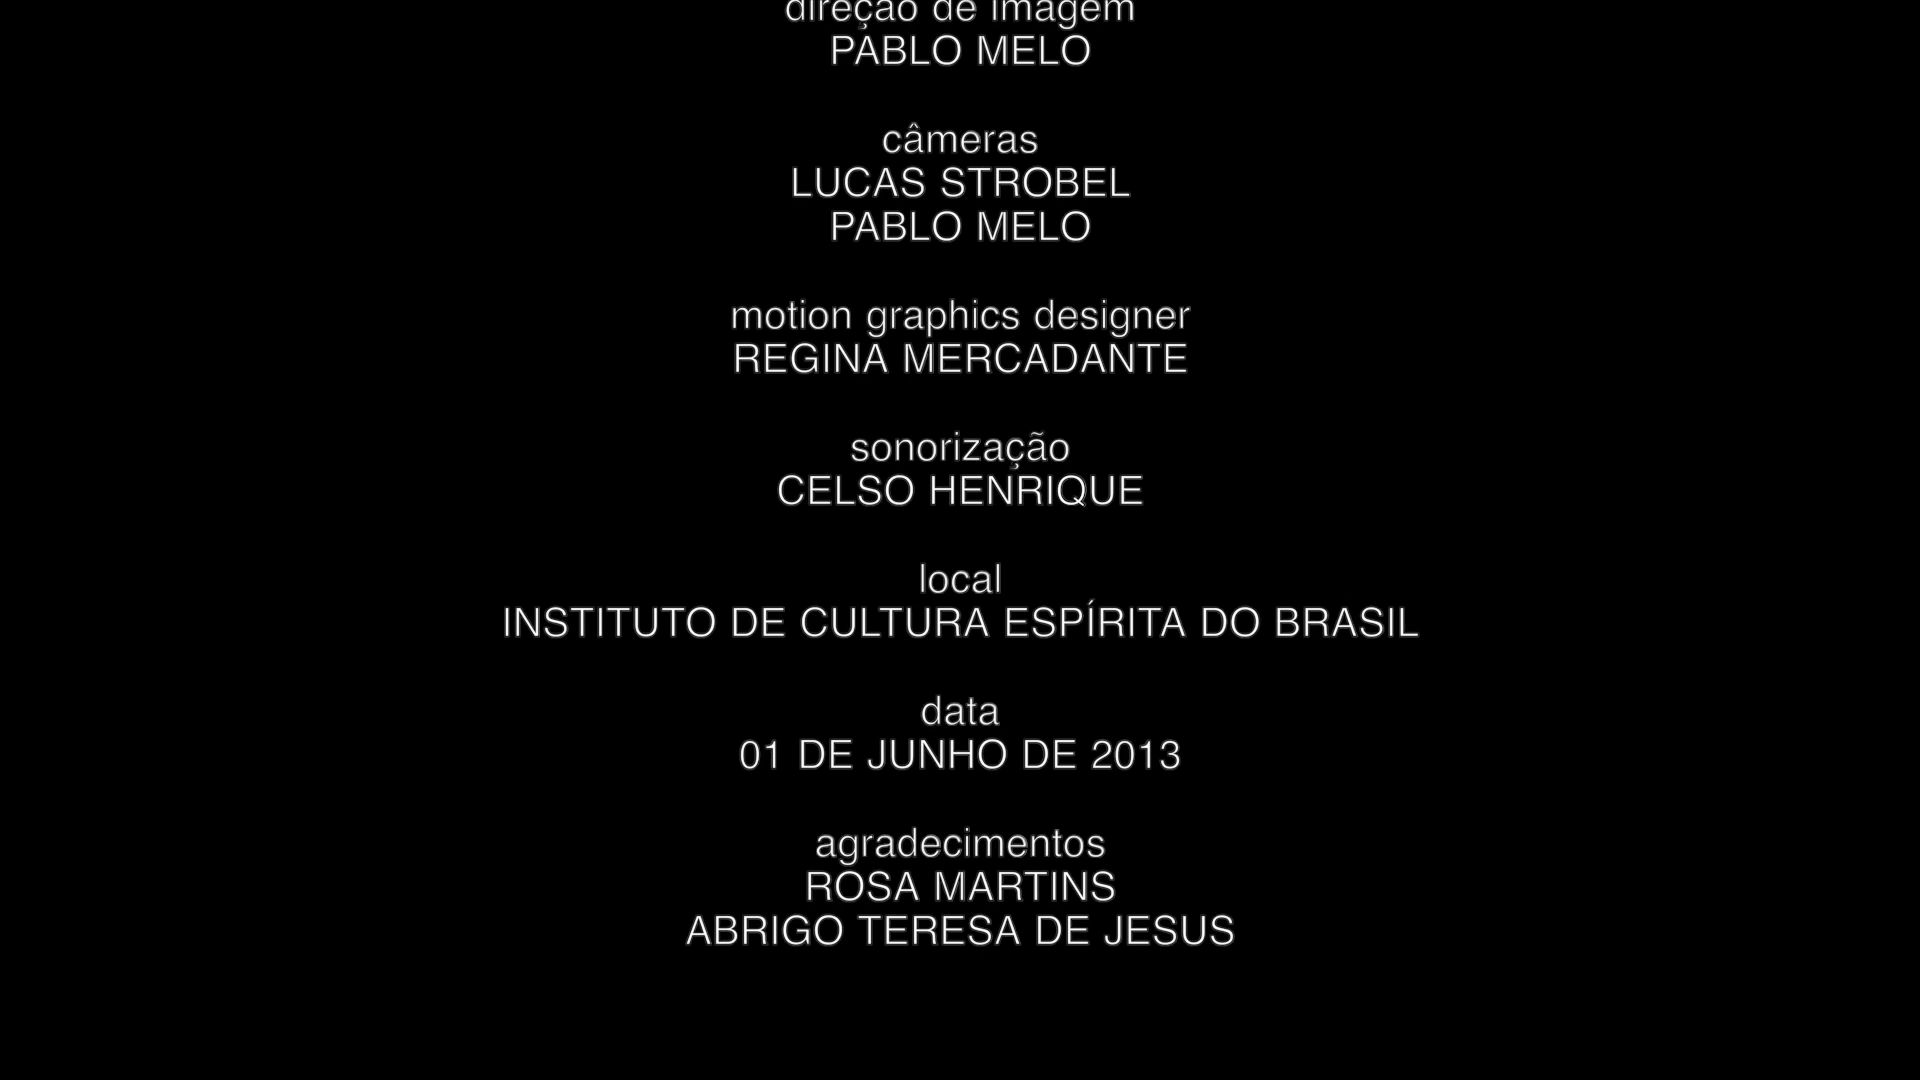 direção de imagem
PABLO MELO
câmeras
LUCAS STROBEL
PABLO MELO
motion graphics designer
REGINA MERCADANTE
sonorização
CELSO HENRIQUE
local
INSTITUTO DE CULTURA ESPÍRITA DO BRASIL
data
01 DE JUNHO DE 2013
agradecimentos
ROSA MARTINS
ABRIGO TERESA DE JESUS